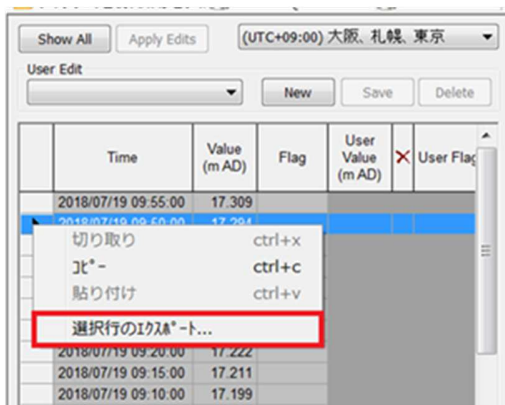 Show All Apply Edits (UTC+09:00) 大阪、札幌、東京
User Edit
New Save Delete
Time Value (m AD) Flag User Value (m AD) User Flag
2018/07/19 09:55:00 17.309
2018/07/19 09:50:00 17.294
切り取り ctrl+x
ｺﾋﾟｰ ctrl+c
貼り付け ctrl+v
選択行のｴｸｽﾎﾟｰﾄ...
2018/07/19 09:20:00 17.222
2018/07/19 09:15:00 17.211
2018/07/19 09:10:00 17.199